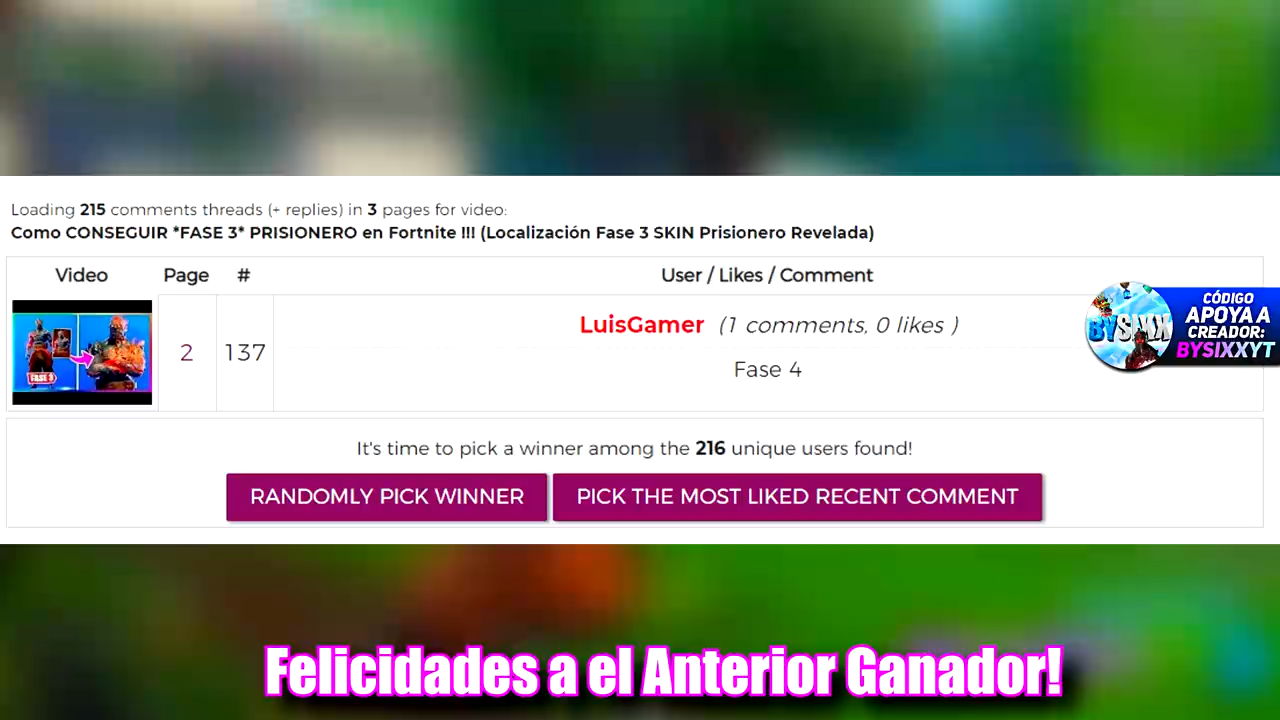 Loading 215 comments threads (+ replies) in 3 pages for video:
Como CONSEGUIR *FASE 3* PRISIONERO en Fortnite !!! (Localización Fase 3 SKIN Prisionero Revelada)
Video Page # User / Likes / Comment
FASE 3
2 137
LuisGamer (1 comments, 0 likes )
Fase 4
BYSIXX
CÓDIGO
APOYA A
CREADOR:
BYSIXXYT
It's time to pick a winner among the 216 unique users found!
RANDOMLY PICK WINNER PICK THE MOST LIKED RECENT COMMENT
Felicidades a el Anterior Ganador!